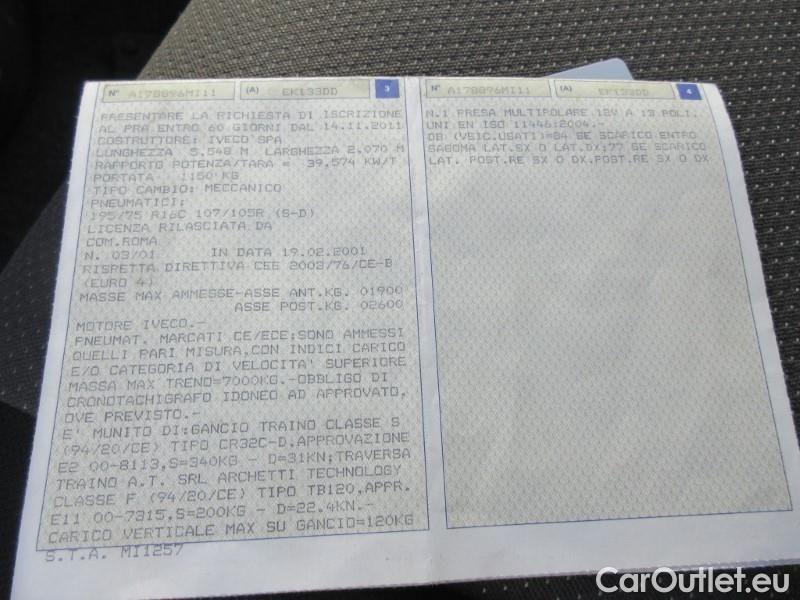 N° A178896MI11 (A) EK133DD 3
PRESENTARE LA RICHIESTA DI ISCRIZIONE
AL PRA ENTRO 60 GIORNI DAL 14.11.2011
COSTRUTTORE: IVECO SPA
LUNGHEZZA 5,548 M LARGHEZZA 2,070 M
RAPPORTO POTENZA/TARA = 39,574 KW/T
PORTATA 1150 KG
TIPO CAMBIO: MECCANICO
PNEUMATICI:
195/75 R16C 107/105R (S-D)
LICENZA RILASCIATA DA
COM.ROMA
N. 03/01 IN DATA 19.02.2001
RISPETTA DIRETTIVA CEE 2003/76/CE-B
(EURO 4)
MASSE MAX AMMESSE-ASSE ANT.KG. 01900
ASSE POST.KG. 02600
MOTORE IVECO.-
PNEUMAT. MARCATI CE/ECE;SONO AMMESSI
QUELLI PARI MISURA,CON INDICI CARICO
E/O CATEGORIA DI VELOCITA' SUPERIORE
MASSA MAX TRENO=7000KG.-OBBLIGO DI
CRONOTACHIGRAFO IDONEO AD APPROVATO,
OVE PREVISTO.-
E' MUNITO DI:GANCIO TRAINO CLASSE S
(94/20/CE) TIPO CR32C-D,APPROVAZIONE
E2 00-8113,S=340KG - D=31KN;TRAVERSA
TRAINO A.T. SRL ARCHETTI TECHNOLOGY
CLASSE F (94/20/CE) TIPO TB120,APPR.
E11 00-7315,S=200KG - D=22.4KN.-
CARICO VERTICALE MAX SU GANCIO=120KG
S.T.A. MI1257
N° A178896MI11 (A) EK133DD 4
N.1 PRESA MULTIPOLARE 12V A 13 POLI.
UNI EN ISO 11446:2004.-
DB (VEIC.USATI)=84 SE SCARICO ENTRO
SAGOMA LAT.SX O LAT.DX;77 SE SCARICO
LAT. POST.RE SX O DX.POST.RE SX O DX
CarOutlet.eu